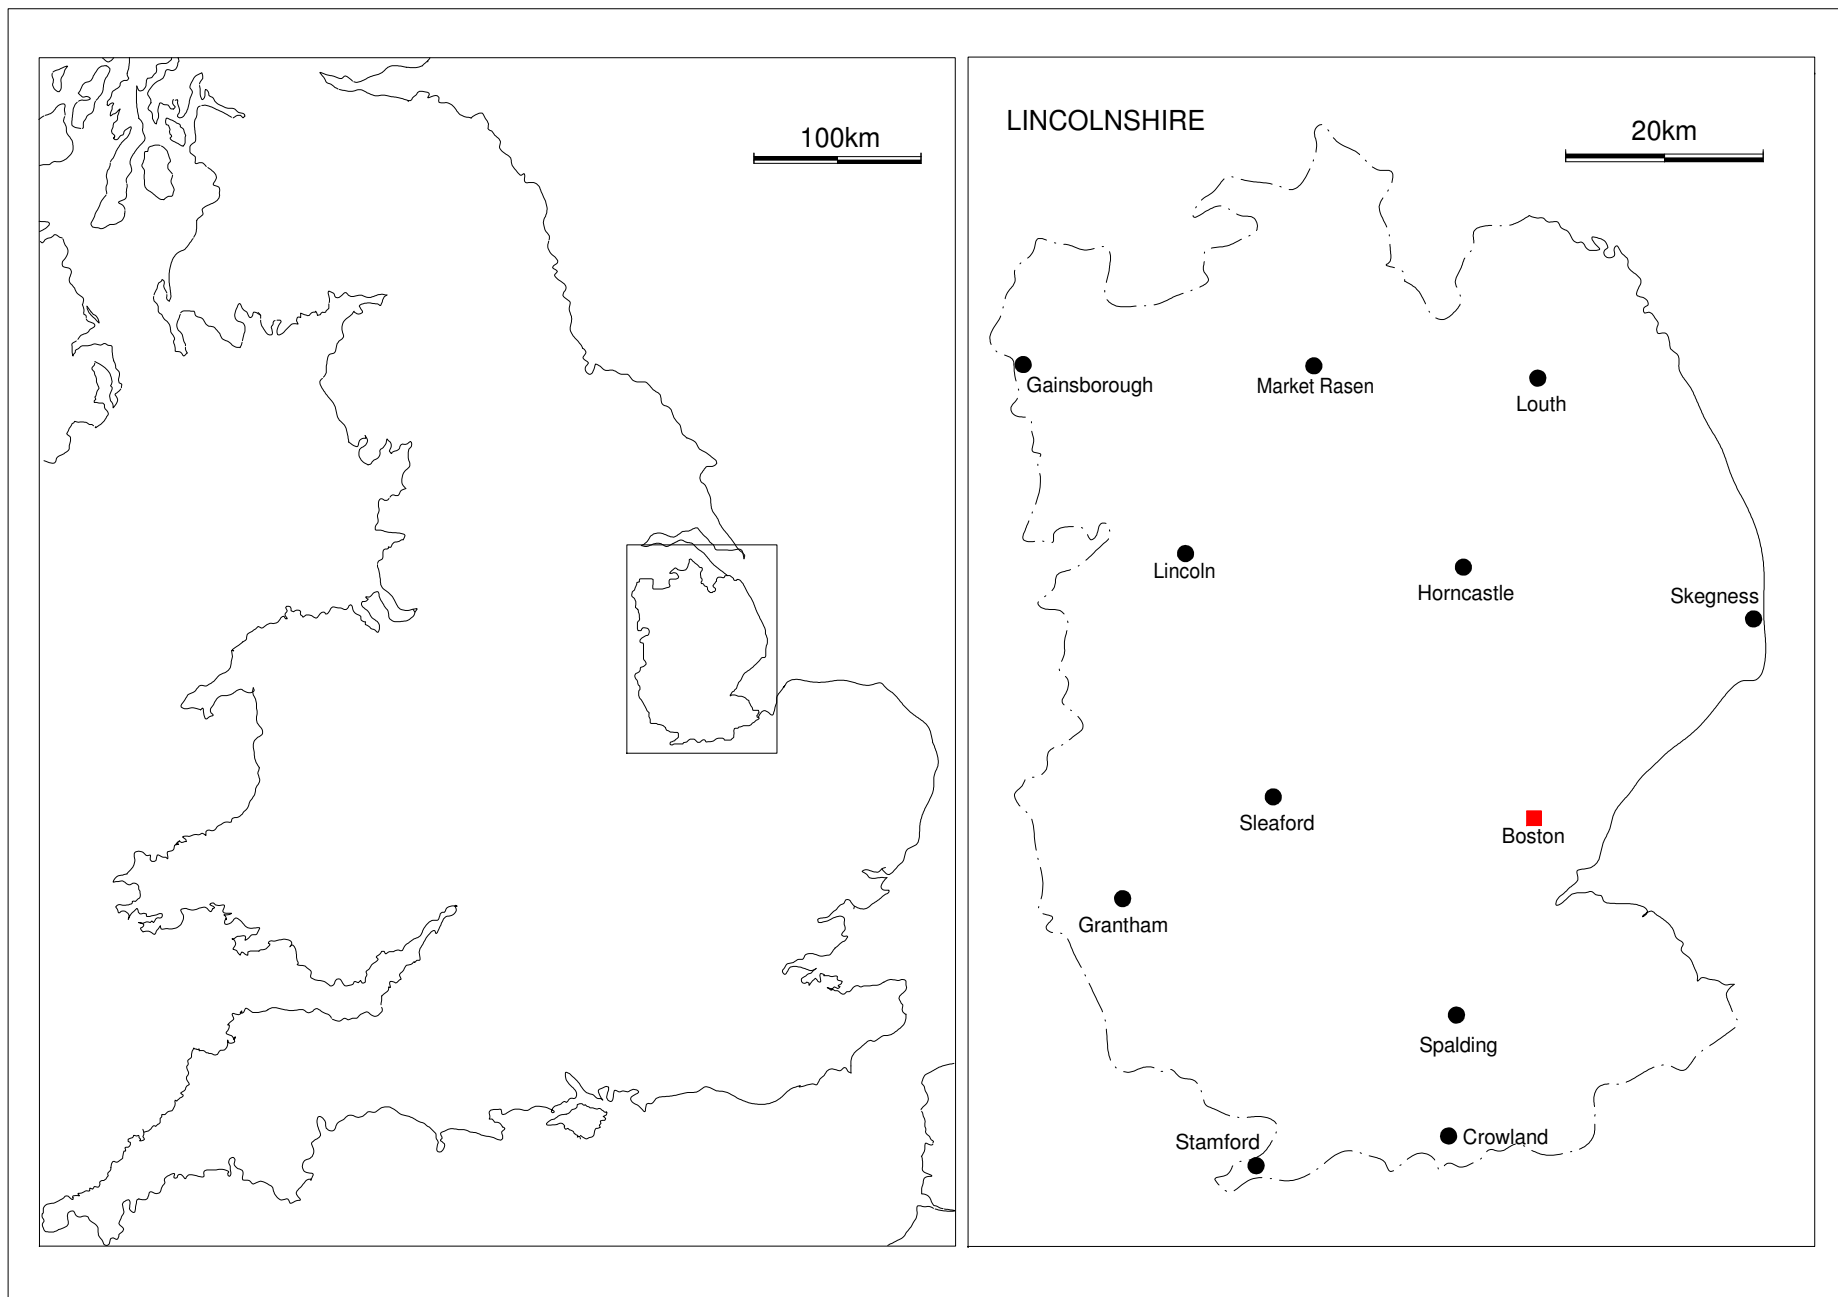 100km
LINCOLNSHIRE
20km
Gainsborough
Market Rasen
Louth
Lincoln
Horncastle
Skegness
Sleaford
Boston
Grantham
Spalding
Stamford
Crowland